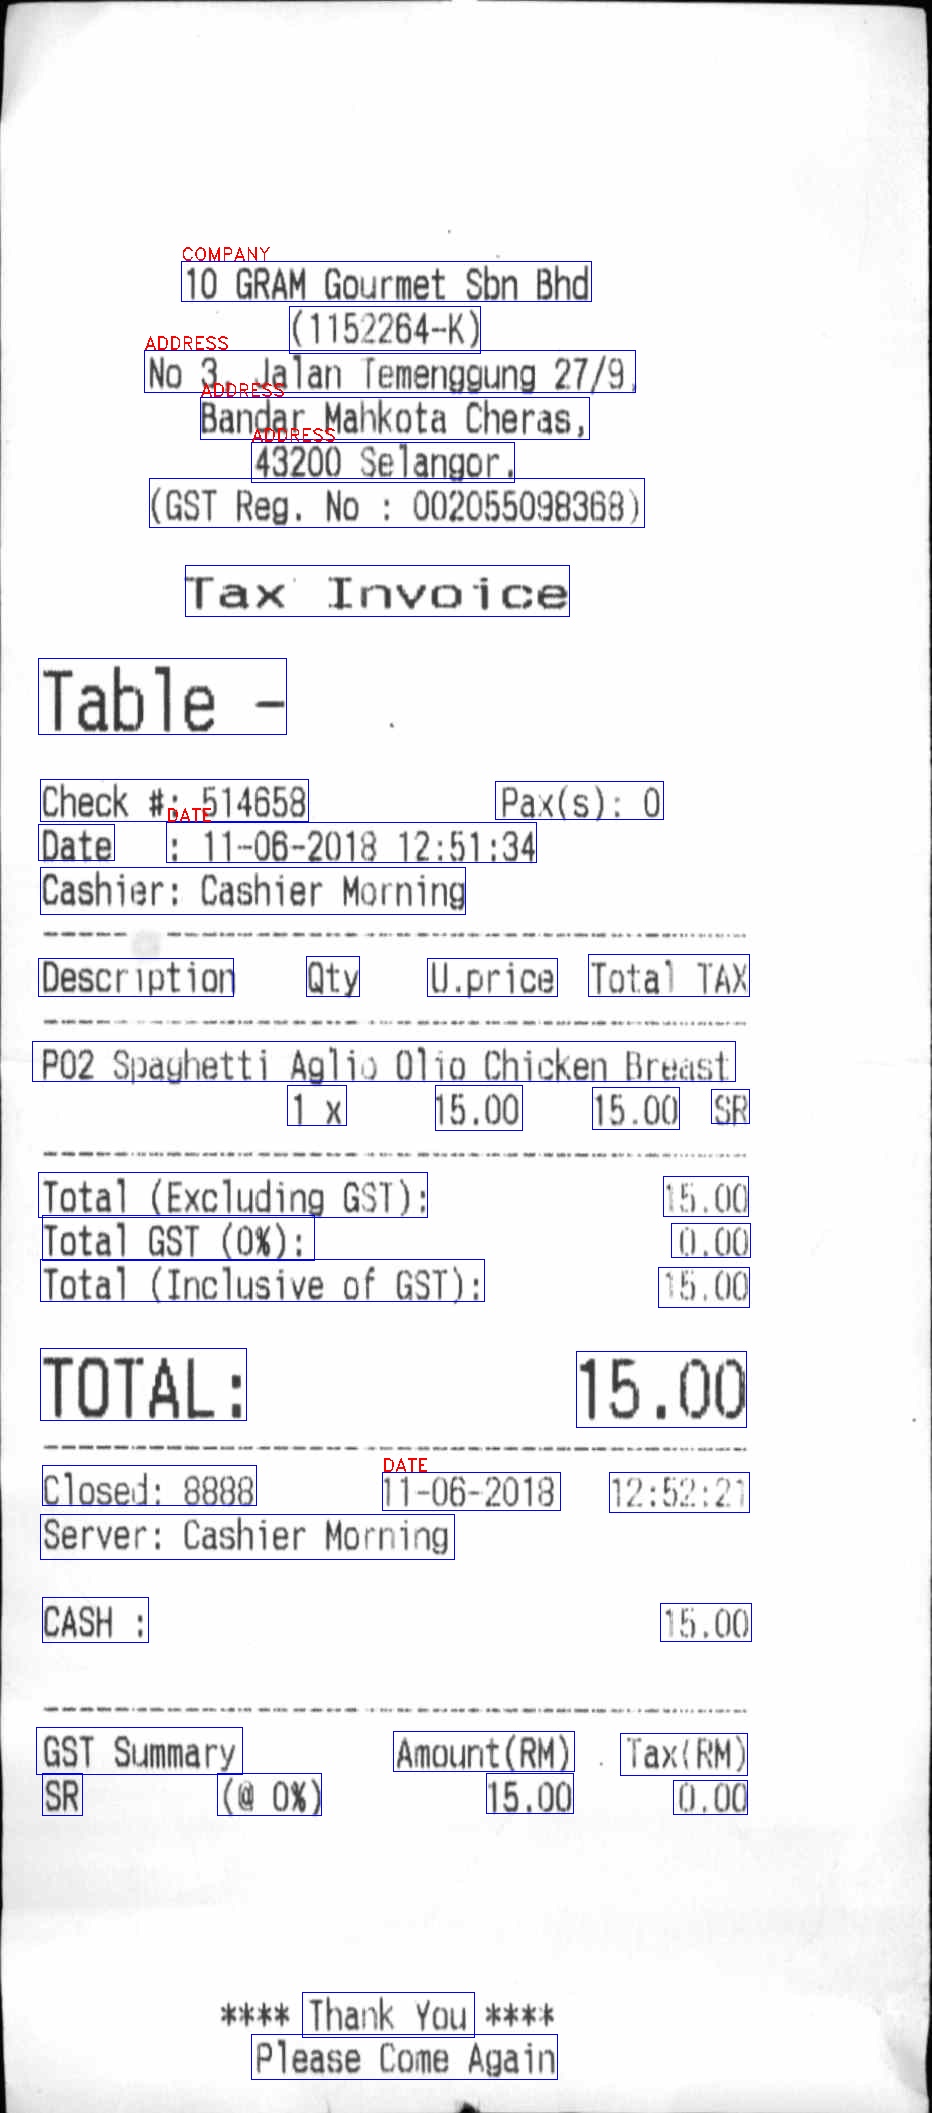 COMPANY
10 GRAM Gourmet Sbn Bhd
(1152264-K)
ADDRESS
No 3, Jalan Temenggung 27/9,
ADDRESS
Bandar Mahkota Cheras,
ADDRESS
43200 Selangor.
(GST Reg. No : 002055098368)
Tax Invoice
Table -
Check #: 514658 Pax(s): 0
DATE
Date : 11-06-2018 12:51:34
Cashier: Cashier Morning
Description Qty U.price Total TAX
P02 Spaghetti Aglio Olio Chicken Breast
1 x 15.00 15.00 SR
Total (Excluding GST): 15.00
Total GST (0%): 0.00
Total (Inclusive of GST): 15.00
TOTAL: 15.00
DATE
Closed: 8888 11-06-2018 12:52:21
Server: Cashier Morning
CASH : 15.00
GST Summary Amount(RM) Tax(RM)
SR (@ 0%) 15.00 0.00
**** Thank You ****
Please Come Again